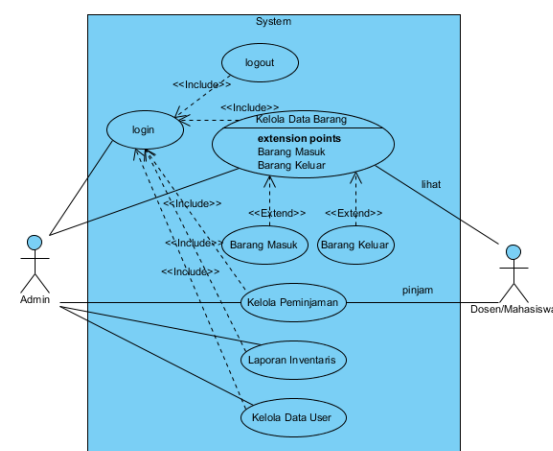 System
logout
<<Include>>
<<Include>>
Kelola Data Barang
login
extension points
Barang Masuk
Barang Keluar
lihat
<<Include>>
<<Extend>>
<<Extend>>
<<Include>>
Barang Masuk
Barang Keluar
<<Include>>
Admin
Kelola Peminjaman
pinjam
Dosen/Mahasiswa
Laporan Inventaris
Kelola Data User